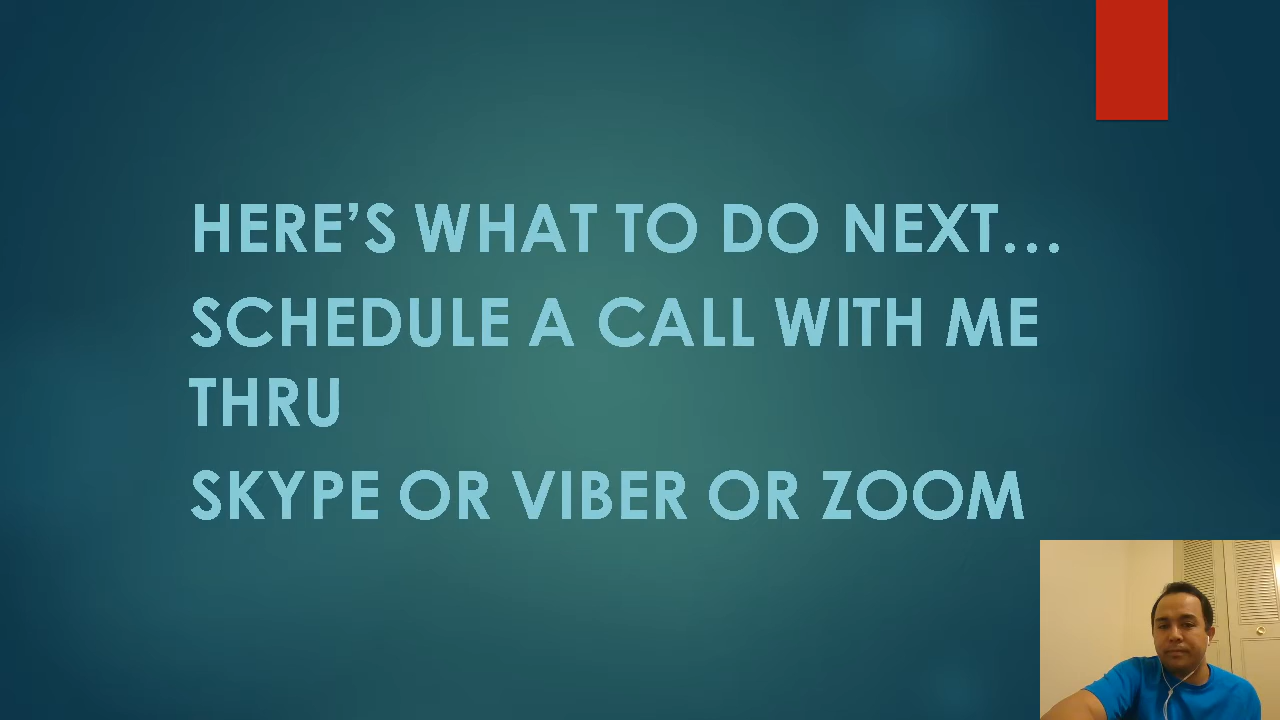 HERE’S WHAT TO DO NEXT…
SCHEDULE A CALL WITH ME
THRU
SKYPE OR VIBER OR ZOOM